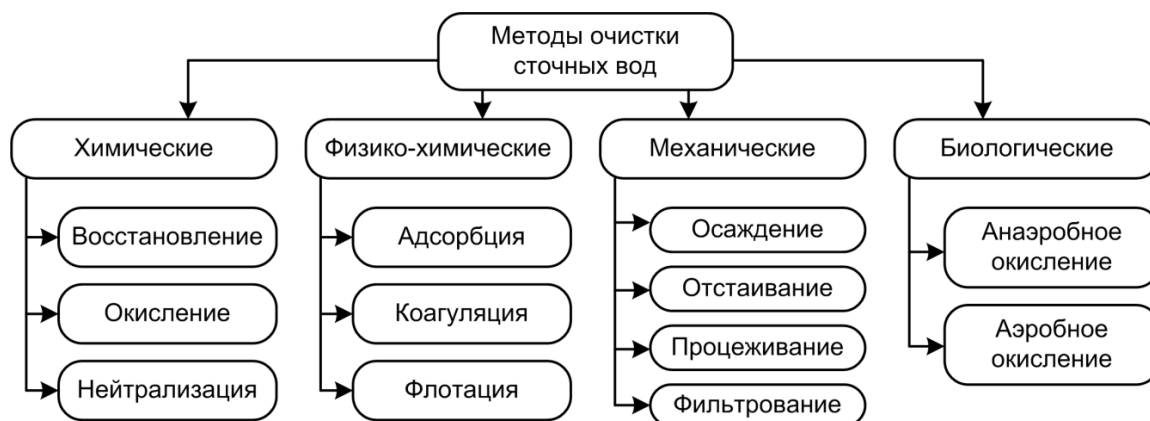 Методы очистки
сточных вод
Химические
Физико-химические
Механические
Биологические
Восстановление
Окисление
Нейтрализация
Адсорбция
Коагуляция
Флотация
Осаждение
Отстаивание
Процеживание
Фильтрование
Анаэробное
окисление
Аэробное
окисление